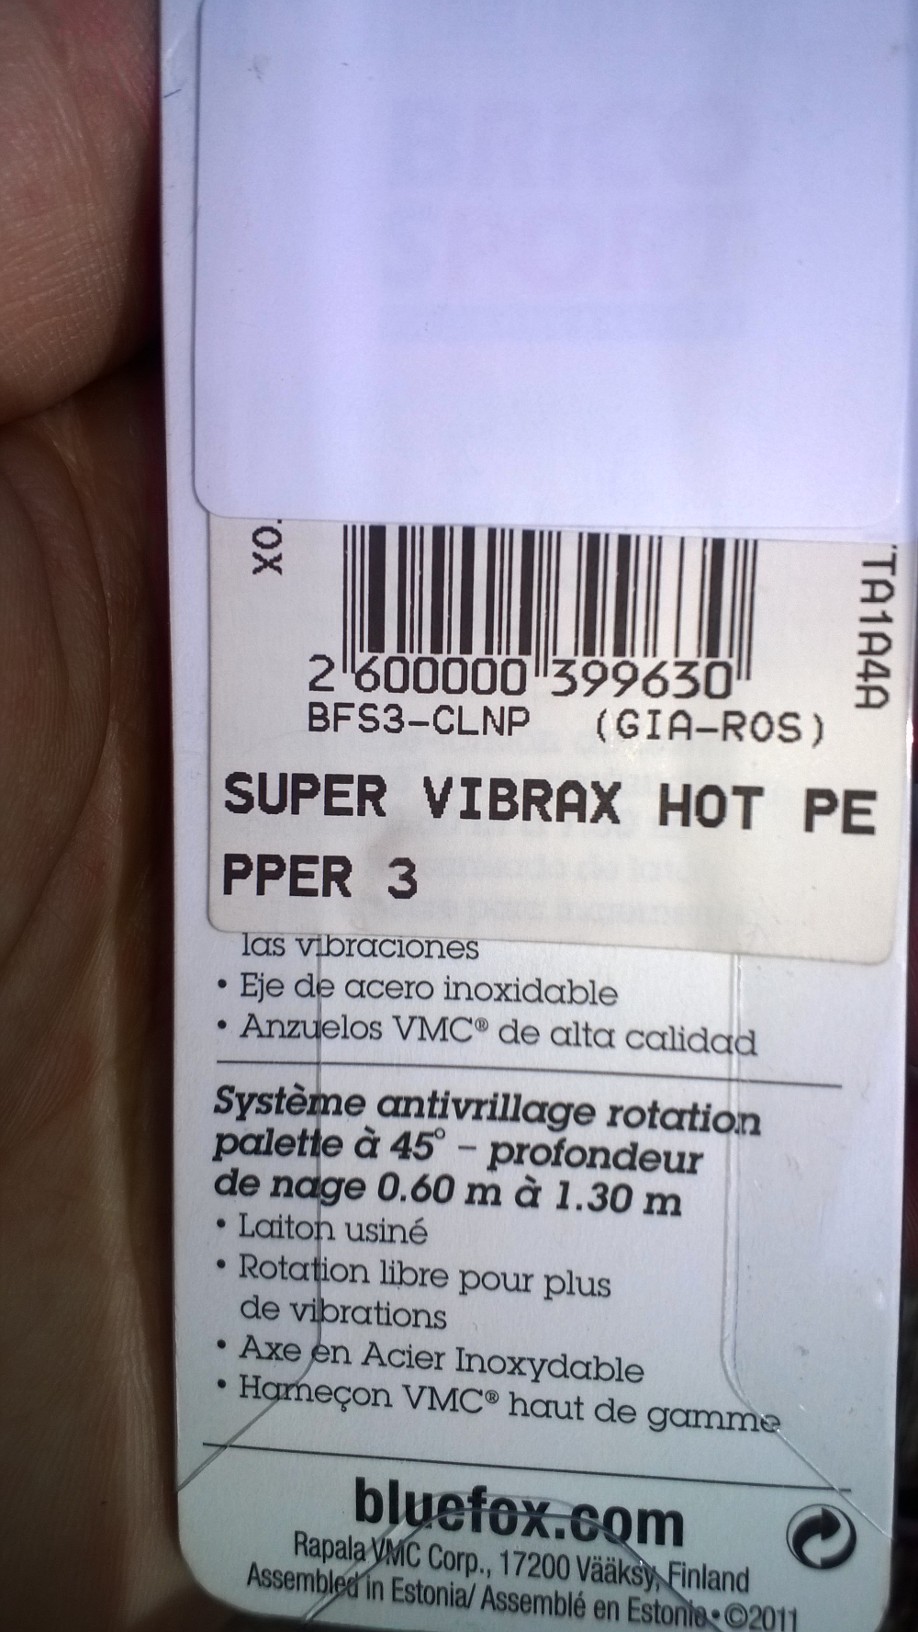 XO.
TA1A4A
2 600000 399630
BFS3-CLNP (GIA-ROS)
SUPER VIBRAX HOT PE
PPER 3
las vibraciones
• Eje de acero inoxidable
• Anzuelos VMC® de alta calidad
Système antivrillage rotation
palette à 45° – profondeur
de nage 0.60 m à 1.30 m
• Laiton usiné
• Rotation libre pour plus
de vibrations
• Axe en Acier Inoxydable
• Hameçon VMC® haut de gamme
bluefox.com
Rapala VMC Corp., 17200 Vääksy, Finland
Assembled in Estonia/ Assemblé en Estonie • ©2011